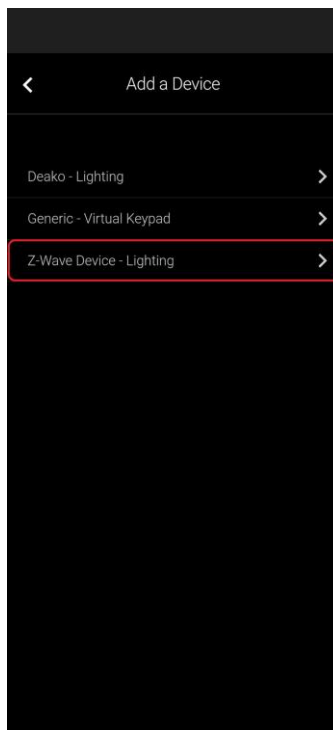 Add a Device
Deako - Lighting
Generic - Virtual Keypad
Z-Wave Device - Lighting